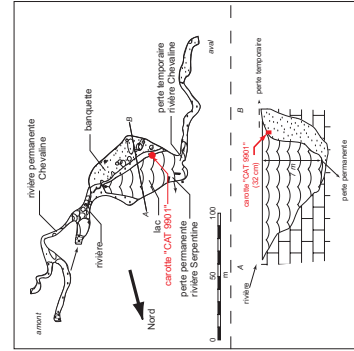 rivière permanente
Chevaline
amont
banquette
rivière
A
B
lac
carotte "CAT 9901"
perte permanente
rivière Serpentine
perte temporaire
rivière Chevaline
aval
Nord
0 50 100
m
A
B
rivière
perte temporaire
carotte "CAT 9901"
(32 cm)
m
perte permanente